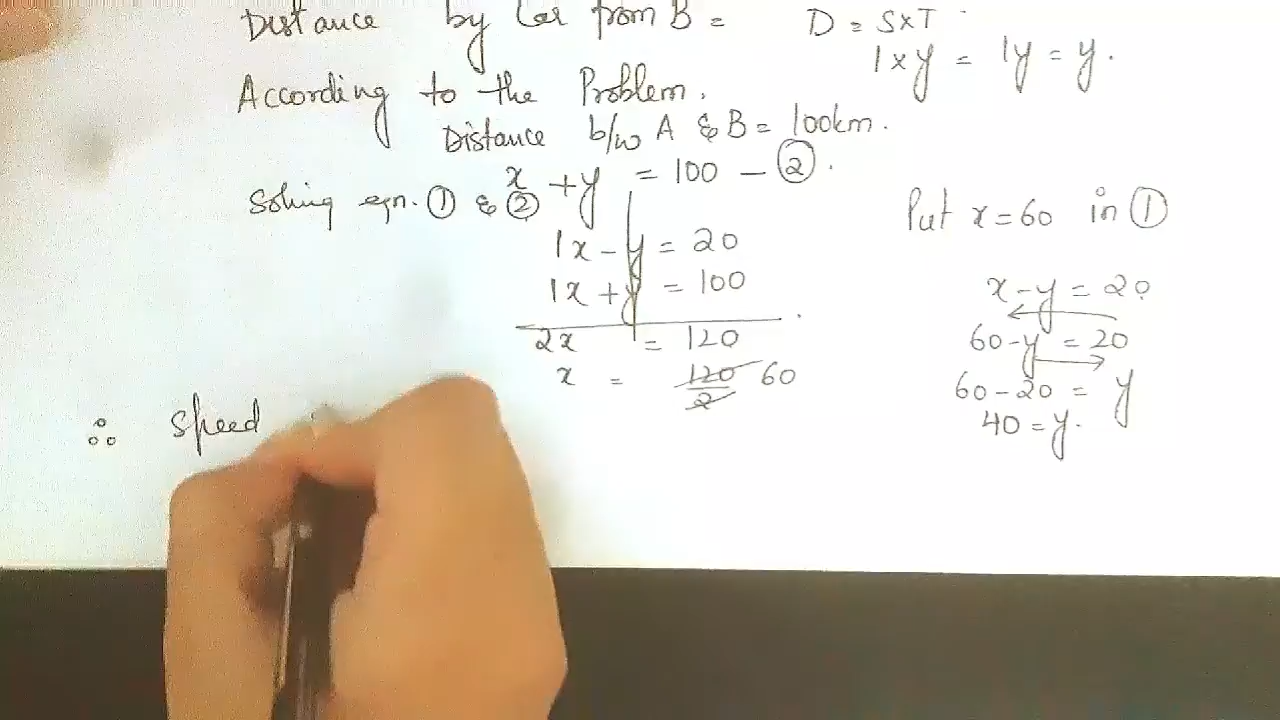 Distance by Car from B = D = S×T
1×y = 1y = y.
According to the Problem.
Distance b/w A & B = 100km.
x + y = 100 - ②.
Solving eqn. ① & ②
1x - y = 20
1x + y = 100
2x = 120
x = 120/2 60
Put x = 60 in ①
x - y = 20
60 - y = 20
60 - 20 = y
40 = y.
∴ Speed